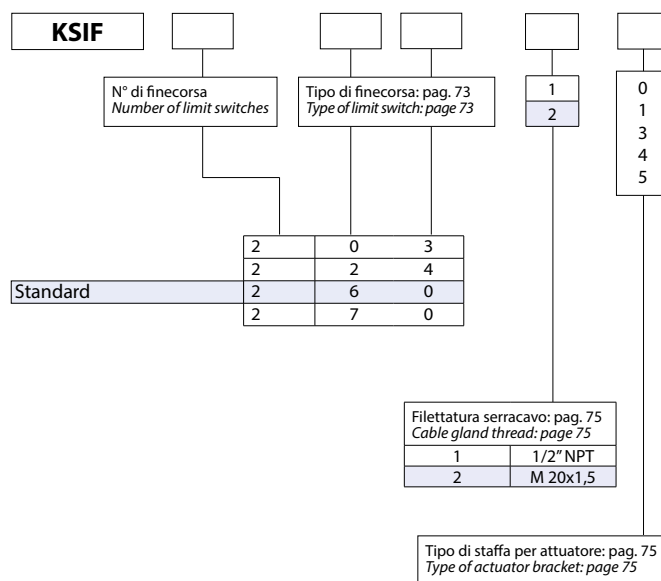 KSIF
N° di finecorsa
Number of limit switches
Tipo di finecorsa: pag. 73
Type of limit switch: page 73
1
2
0
1
3
4
5
2 0 3
2 2 4
Standard 2 6 0
2 7 0
Filettatura serracavo: pag. 75
Cable gland thread: page 75
1 1/2” NPT
2 M 20x1,5
Tipo di staffa per attuatore: pag. 75
Type of actuator bracket: page 75